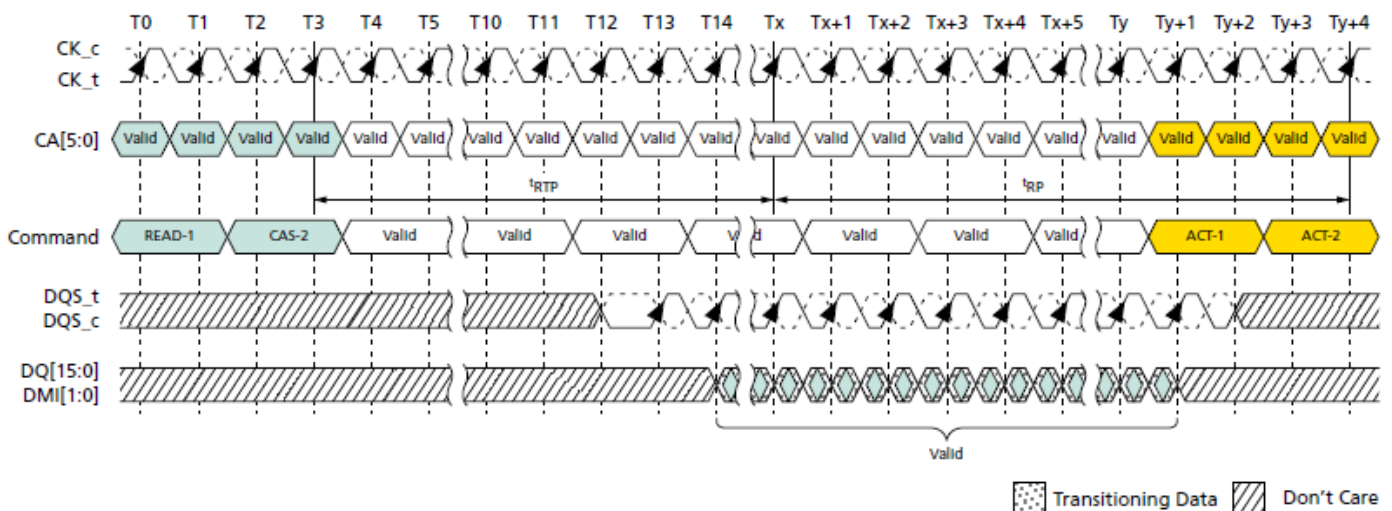 T0 T1 T2 T3 T4 T5 T10 T11 T12 T13 T14 Tx Tx+1 Tx+2 Tx+3 Tx+4 Tx+5 Ty Ty+1 Ty+2 Ty+3 Ty+4
CK_c
CK_t
CA[5:0] Valid Valid Valid Valid Valid Valid Valid Valid Valid Valid Valid Valid Valid Valid Valid Valid Valid Valid Valid Valid Valid Valid
tRTP tRP
Command READ-1 CAS-2 Valid Valid Valid Valid Valid Valid Valid ACT-1 ACT-2
DQS_t
DQS_c
DQ[15:0]
DMI[1:0]
Valid
Transitioning Data Don't Care